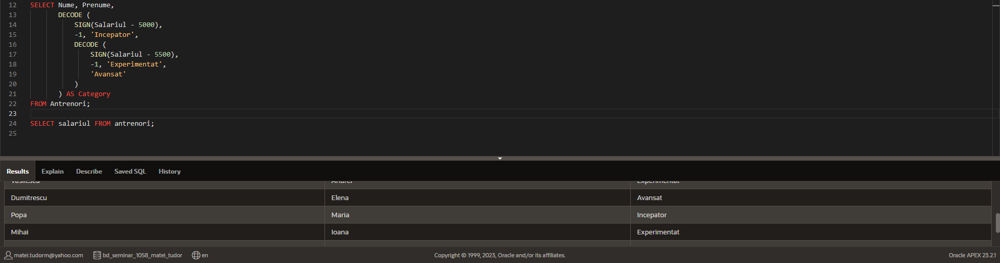 12 SELECT Nume, Prenume,
13 DECODE (
14 SIGN(Salariul - 5000),
15 -1, 'Incepator',
16 DECODE (
17 SIGN(Salariul - 5500),
18 -1, 'Experimentat',
19 'Avansat'
20 )
21 ) AS Category
22 FROM Antrenori;
23
24 SELECT salariul FROM antrenori;
25
Results Explain Describe Saved SQL History
Vasilescu Andrei Experimentat
Dumitrescu Elena Avansat
Popa Maria Incepator
Mihai Ioana Experimentat
matei.tudorm@yahoo.com bd_seminar_1058_matei_tudor en Copyright © 1999, 2023, Oracle and/or its affiliates. Oracle APEX 23.2.1